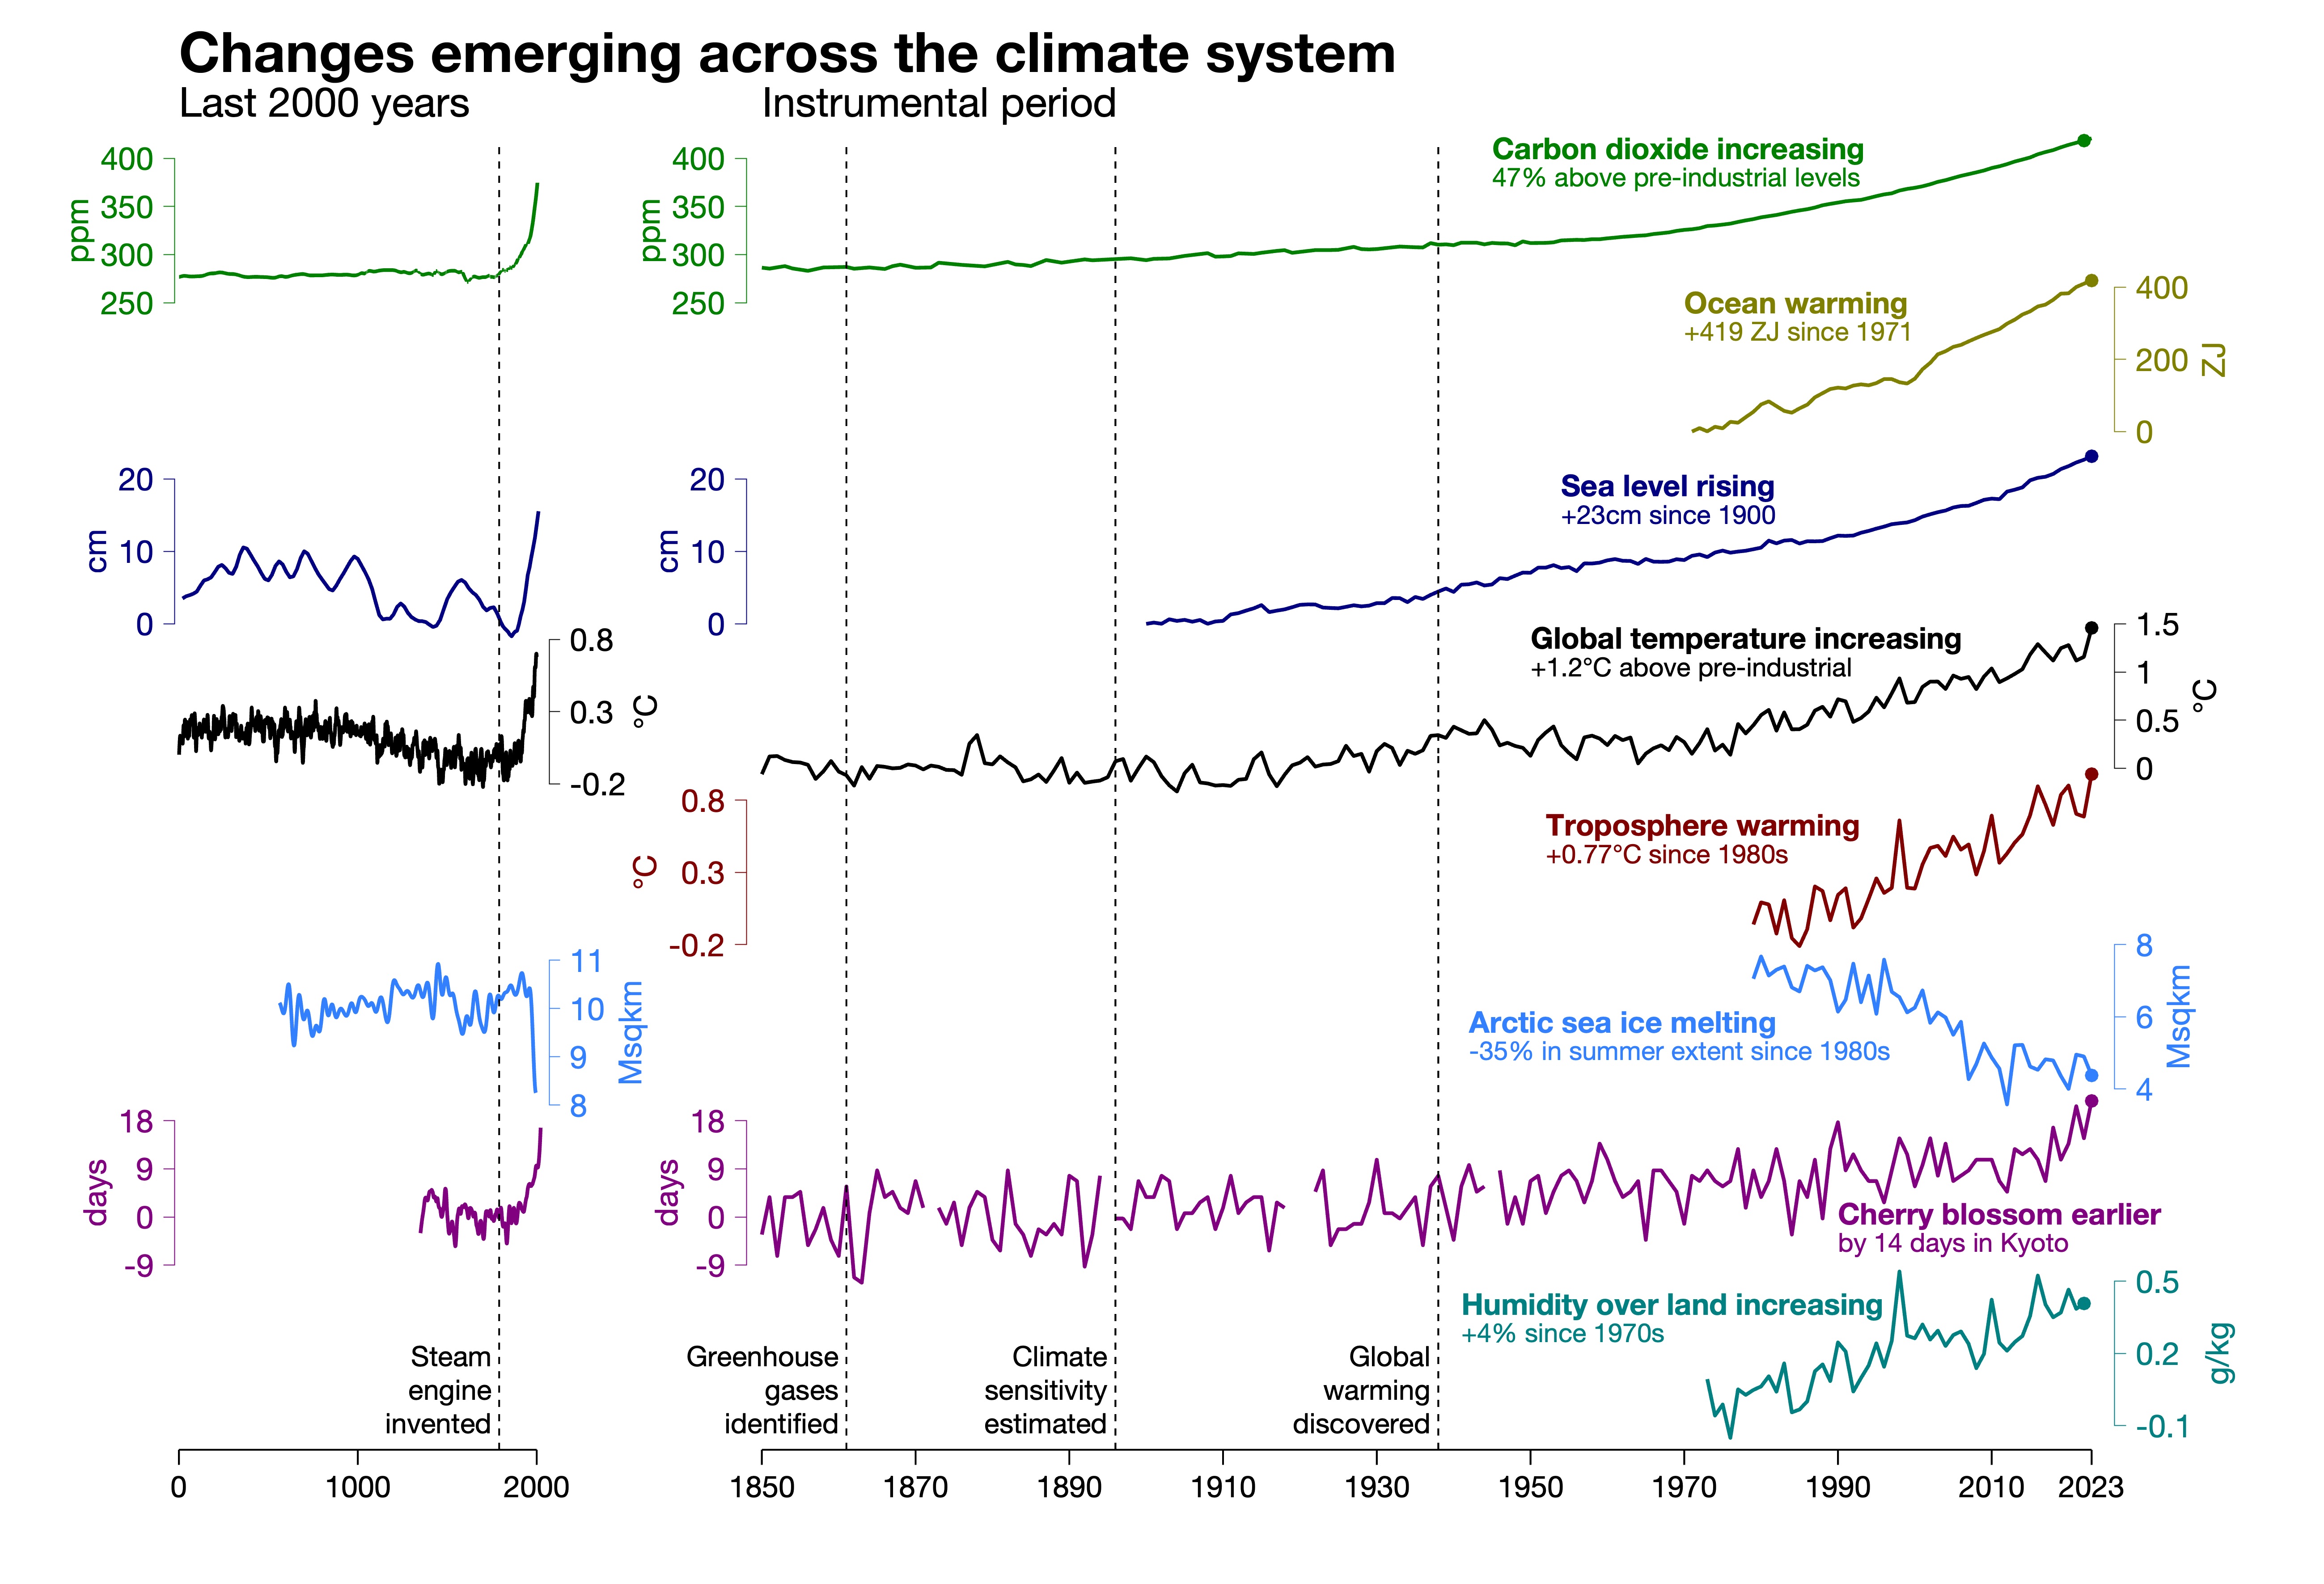 Changes emerging across the climate system
Last 2000 years
Instrumental period
400
350
300
250
ppm
400
350
300
250
ppm
Carbon dioxide increasing
47% above pre-industrial levels
Ocean warming
+419 ZJ since 1971
400
200
0
ZJ
20
10
0
cm
20
10
0
cm
Sea level rising
+23cm since 1900
0.8
0.3
-0.2
°C
Global temperature increasing
+1.2°C above pre-industrial
1.5
1
0.5
0
°C
0.8
0.3
-0.2
°C
Troposphere warming
+0.77°C since 1980s
11
10
9
8
Msqkm
Arctic sea ice melting
-35% in summer extent since 1980s
8
6
4
Msqkm
18
9
0
-9
days
18
9
0
-9
days
Cherry blossom earlier
by 14 days in Kyoto
Humidity over land increasing
+4% since 1970s
0.5
0.2
-0.1
g/kg
Steam
engine
invented
Greenhouse
gases
identified
Climate
sensitivity
estimated
Global
warming
discovered
0 1000 2000
1850 1870 1890 1910 1930 1950 1970 1990 2010 2023